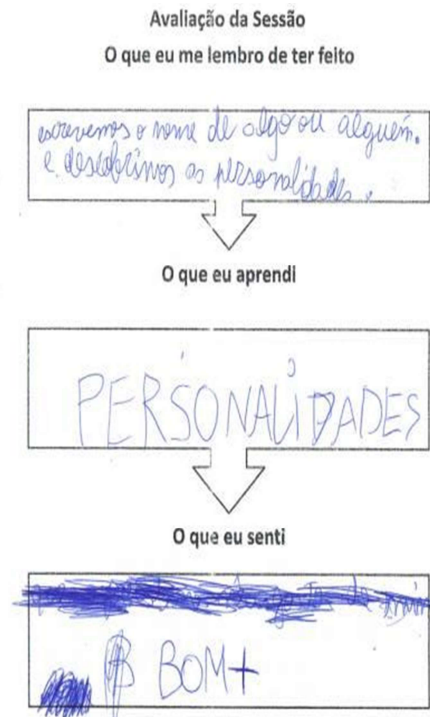 Avaliação da Sessão
O que eu me lembro de ter feito
escrevemos o nome de algo ou alguém.
e descobrimos as personalidades.
O que eu aprendi
PERSONALIDADES
O que eu senti
BOM+